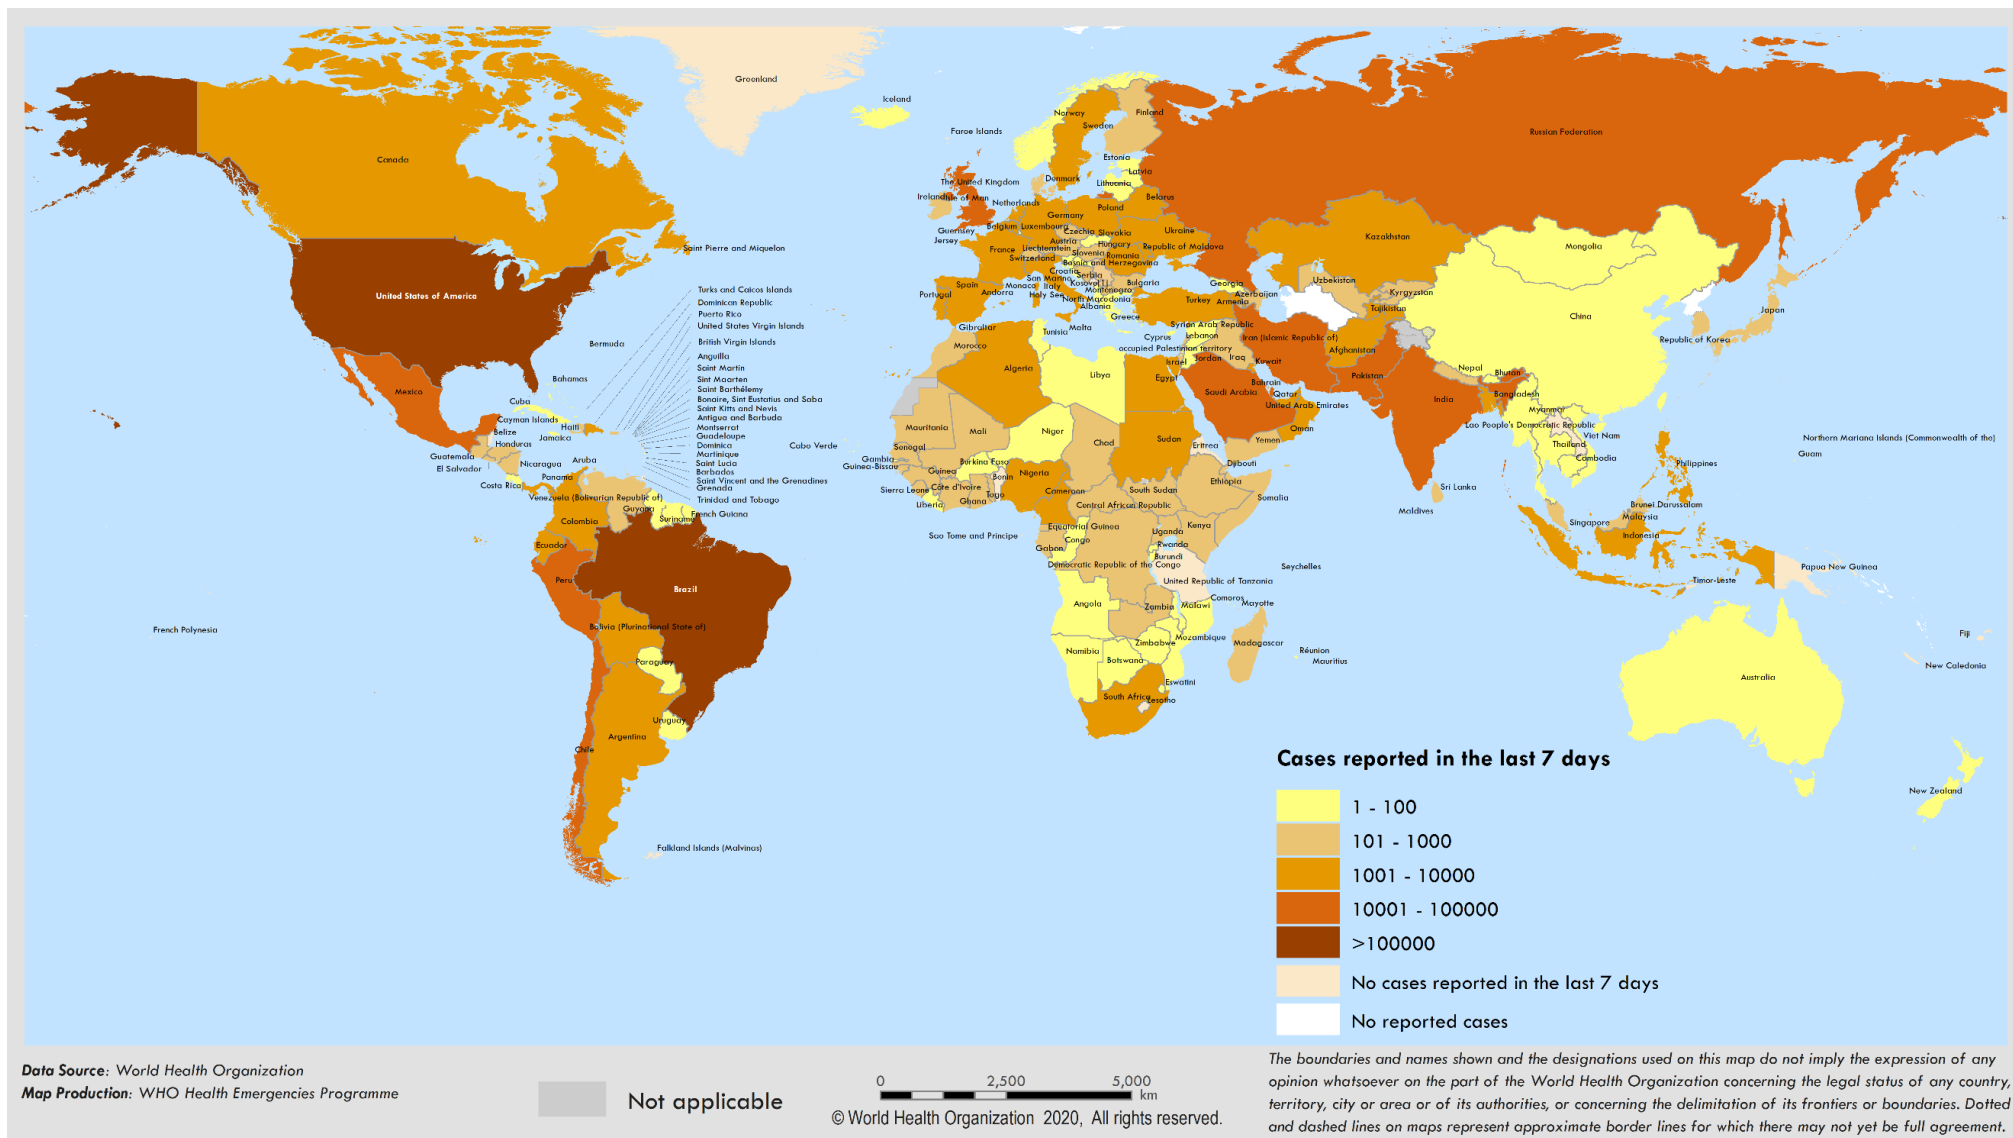 Greenland
Iceland
Faroe Islands
Norway
Sweden
Finland
Russian Federation
Canada
Estonia
Latvia
Lithuania
Denmark
The United Kingdom
Ireland
Isle of Man
Netherlands
Belarus
Poland
Germany
Guernsey
Jersey
Belgium
Luxembourg
Czechia
Slovakia
Ukraine
Austria
Hungary
Republic of Moldova
France
Liechtenstein
Switzerland
Slovenia
Romania
Bosnia and Herzegovina
Croatia
Serbia
San Marino
Kosovo[1]
Bulgaria
Spain
Andorra
Monaco
Italy
Montenegro
Holy See
North Macedonia
Albania
Portugal
Greece
Georgia
Azerbaijan
Turkey
Armenia
Kazakhstan
Mongolia
Uzbekistan
Kyrgyzstan
Tajikistan
China
Japan
Republic of Korea
Saint Pierre and Miquelon
United States of America
Turks and Caicos Islands
Dominican Republic
Puerto Rico
United States Virgin Islands
British Virgin Islands
Anguilla
Saint Martin
Sint Maarten
Saint Barthélemy
Bonaire, Sint Eustatius and Saba
Saint Kitts and Nevis
Antigua and Barbuda
Montserrat
Guadeloupe
Dominica
Martinique
Saint Lucia
Barbados
Saint Vincent and the Grenadines
Grenada
Trinidad and Tobago
Bermuda
Bahamas
Mexico
Cuba
Cayman Islands
Haiti
Belize
Jamaica
Honduras
Guatemala
El Salvador
Nicaragua
Aruba
Panama
Costa Rica
Venezuela (Bolivarian Republic of)
Guyana
French Guiana
Suriname
Colombia
Ecuador
Peru
Brazil
Bolivia (Plurinational State of)
Paraguay
Uruguay
Argentina
Chile
Falkland Islands (Malvinas)
French Polynesia
Cabo Verde
Gibraltar
Tunisia
Malta
Morocco
Algeria
Libya
Egypt
Cyprus
Syrian Arab Republic
Lebanon
occupied Palestinian territory
Israel
Jordan
Iraq
Iran (Islamic Republic of)
Kuwait
Afghanistan
Bahrain
Qatar
Saudi Arabia
United Arab Emirates
Pakistan
Oman
Yemen
Nepal
Bhutan
Bangladesh
India
Myanmar
Lao People's Democratic Republic
Thailand
Viet Nam
Cambodia
Philippines
Northern Mariana Islands (Commonwealth of the)
Guam
Sri Lanka
Maldives
Brunei Darussalam
Malaysia
Singapore
Indonesia
Timor-Leste
Papua New Guinea
Mauritania
Mali
Niger
Chad
Sudan
Eritrea
Senegal
Gambia
Guinea-Bissau
Guinea
Burkina Faso
Benin
Nigeria
Djibouti
Sierra Leone
Côte d'Ivoire
Togo
Ghana
Liberia
Cameroon
South Sudan
Ethiopia
Central African Republic
Somalia
Sao Tome and Principe
Equatorial Guinea
Gabon
Congo
Uganda
Kenya
Rwanda
Burundi
Democratic Republic of the Congo
United Republic of Tanzania
Seychelles
Comoros
Mayotte
Angola
Zambia
Malawi
Mozambique
Madagascar
Zimbabwe
Namibia
Botswana
Réunion
Mauritius
Eswatini
South Africa
Lesotho
Fiji
New Caledonia
Australia
New Zealand
Cases reported in the last 7 days
1 - 100
101 - 1000
1001 - 10000
10001 - 100000
>100000
No cases reported in the last 7 days
No reported cases
Data Source: World Health Organization
Map Production: WHO Health Emergencies Programme
Not applicable
0 2,500 5,000
km
© World Health Organization 2020, All rights reserved.
The boundaries and names shown and the designations used on this map do not imply the expression of any
opinion whatsoever on the part of the World Health Organization concerning the legal status of any country,
territory, city or area or of its authorities, or concerning the delimitation of its frontiers or boundaries. Dotted
and dashed lines on maps represent approximate border lines for which there may not yet be full agreement.